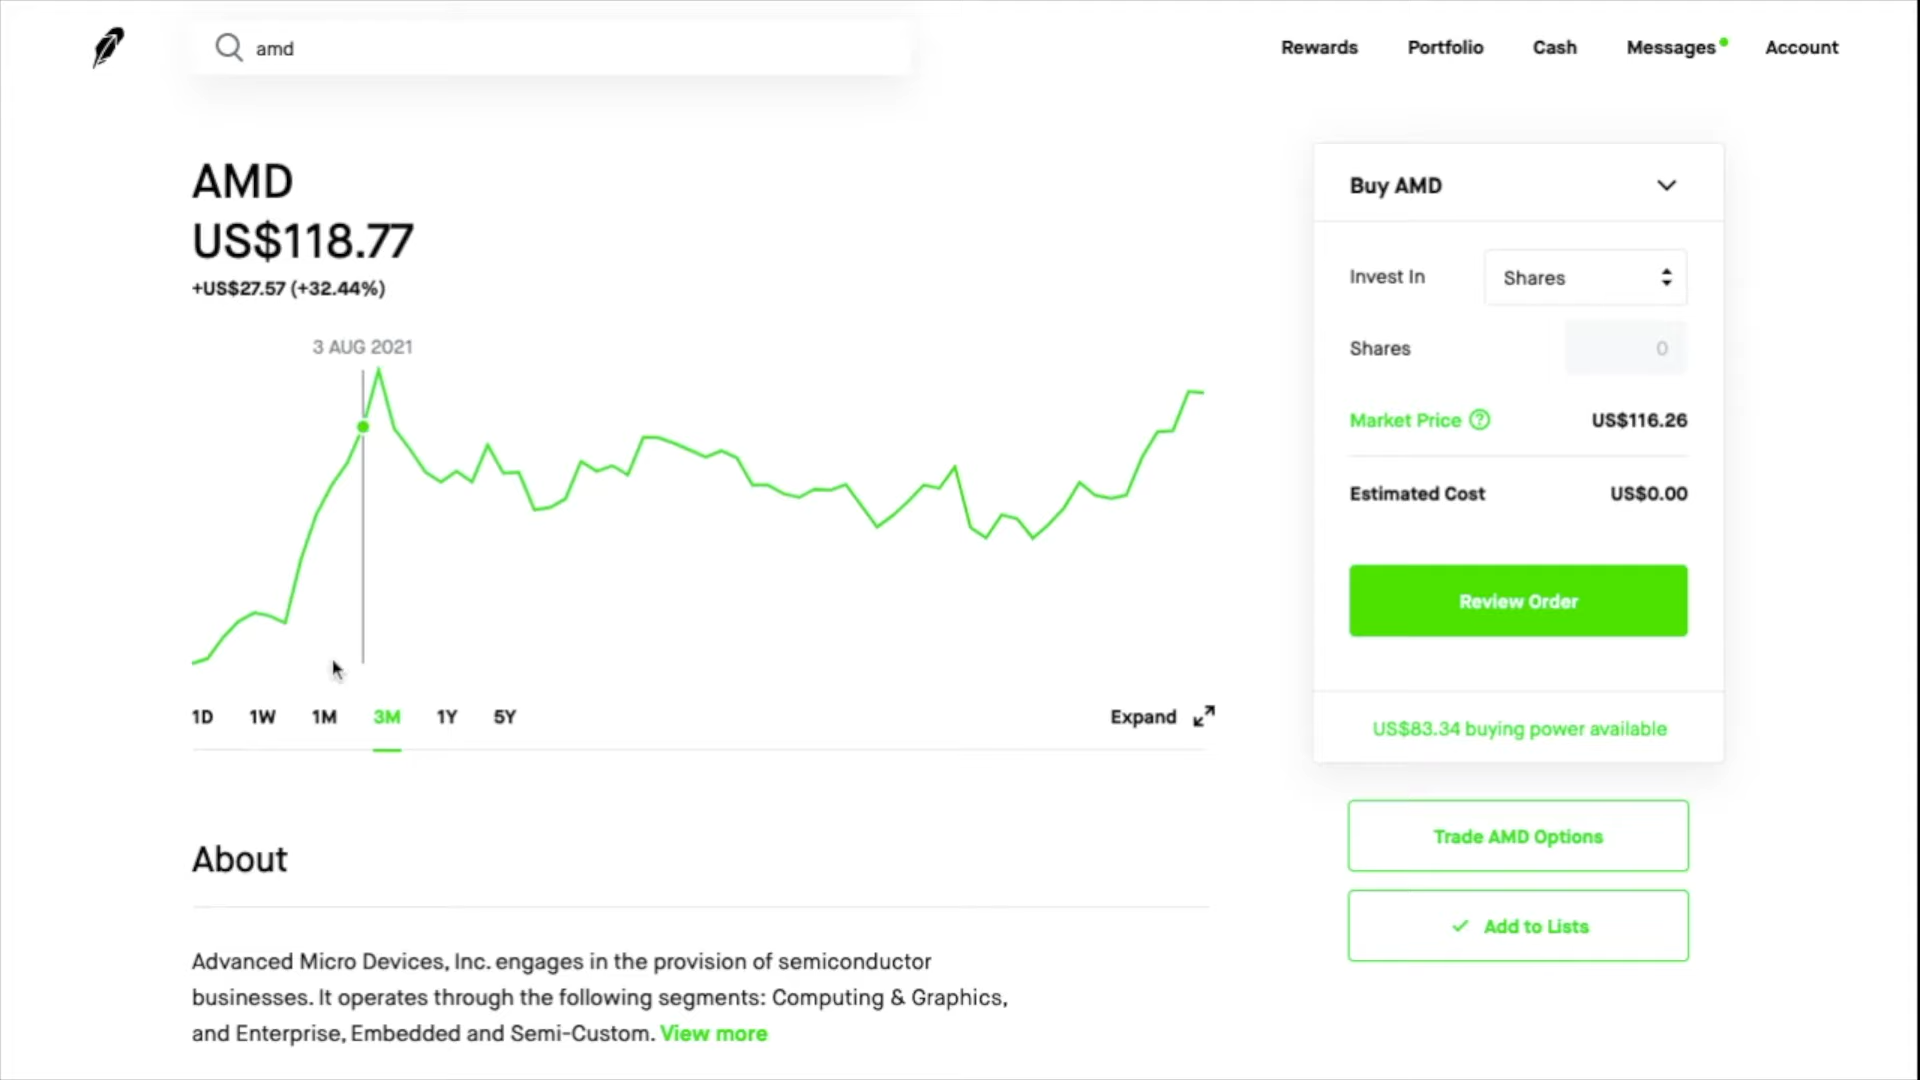 amd
Rewards Portfolio Cash Messages Account
AMD
US$118.77
+US$27.57 (+32.44%)
3 AUG 2021
1D 1W 1M 3M 1Y 5Y
Expand
Buy AMD
Invest In Shares
Shares 0
Market Price ? US$116.26
Estimated Cost US$0.00
Review Order
US$83.34 buying power available
Trade AMD Options
Add to Lists
About
Advanced Micro Devices, Inc. engages in the provision of semiconductor
businesses. It operates through the following segments: Computing & Graphics,
and Enterprise, Embedded and Semi-Custom. View more